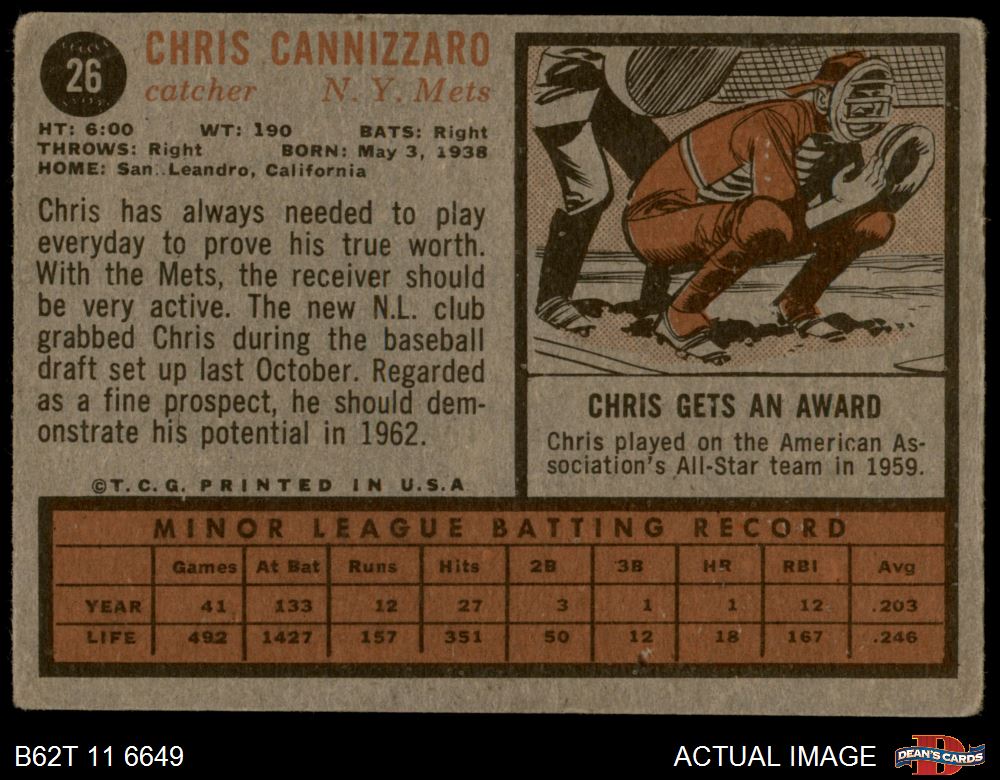 26
CHRIS CANNIZZARO
catcher N. Y. Mets
HT: 6:00 WT: 190 BATS: Right
THROWS: Right BORN: May 3, 1938
HOME: San Leandro, California
Chris has always needed to play
everyday to prove his true worth.
With the Mets, the receiver should
be very active. The new N.L. club
grabbed Chris during the baseball
draft set up last October. Regarded
as a fine prospect, he should dem-
onstrate his potential in 1962.
©T.C.G. PRINTED IN U.S.A
CHRIS GETS AN AWARD
Chris played on the American As-
sociation's All-Star team in 1959.
MINOR LEAGUE BATTING RECORD
Games At Bat Runs Hits 2B 3B HR RBI Avg
YEAR 41 133 12 27 3 1 1 12 .203
LIFE 492 1427 157 351 50 12 18 167 .246
B62T 11 6649
ACTUAL IMAGE
D
DEAN'S CARDS